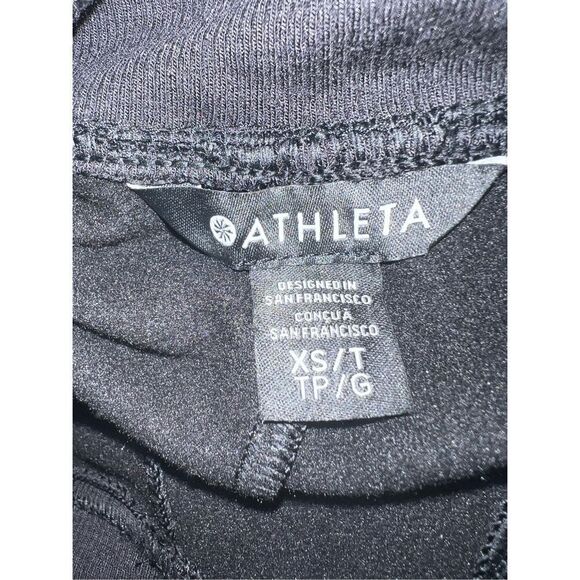 ATHLETA
DESIGNED IN
SAN FRANCISCO
CONÇU À
SAN FRANCISCO
XS/T
TP/G